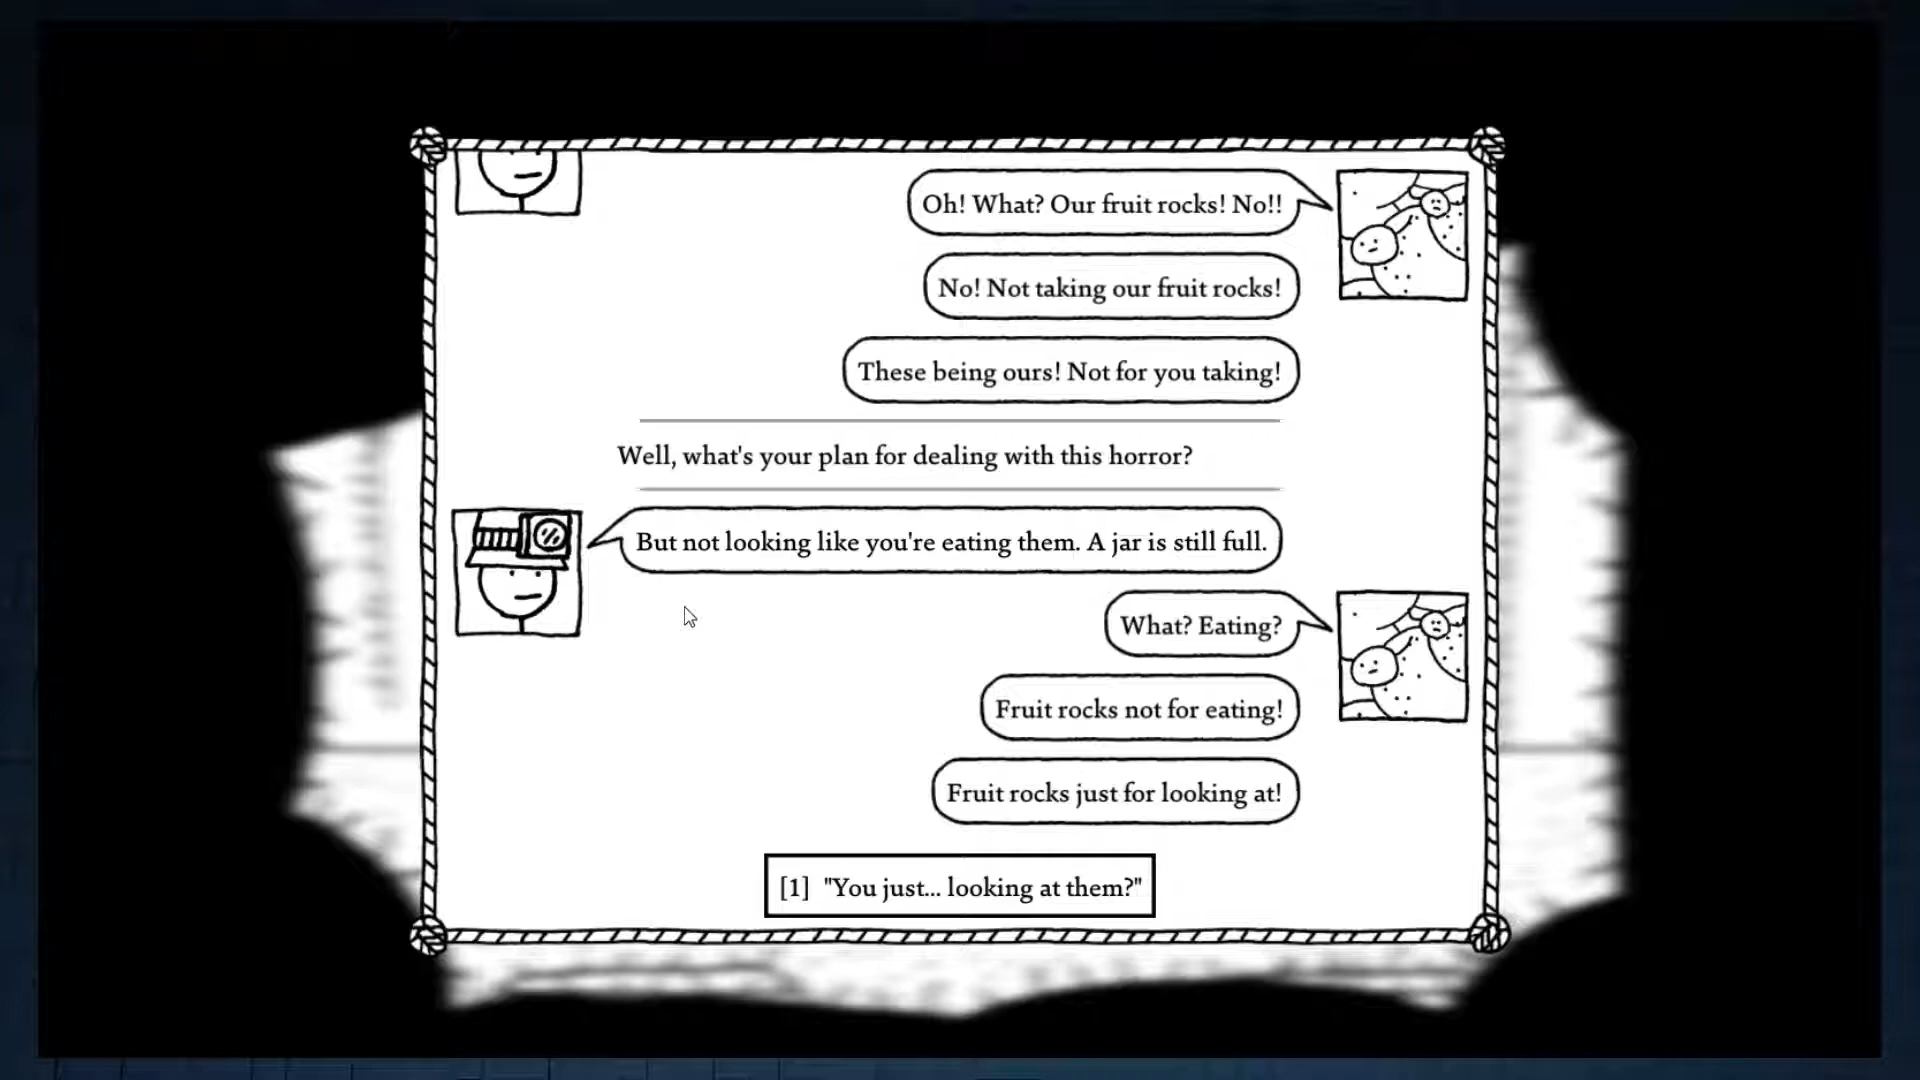 Oh! What? Our fruit rocks! No!!
No! Not taking our fruit rocks!
These being ours! Not for you taking!
Well, what's your plan for dealing with this horror?
But not looking like you're eating them. A jar is still full.
What? Eating?
Fruit rocks not for eating!
Fruit rocks just for looking at!
[1] "You just... looking at them?"